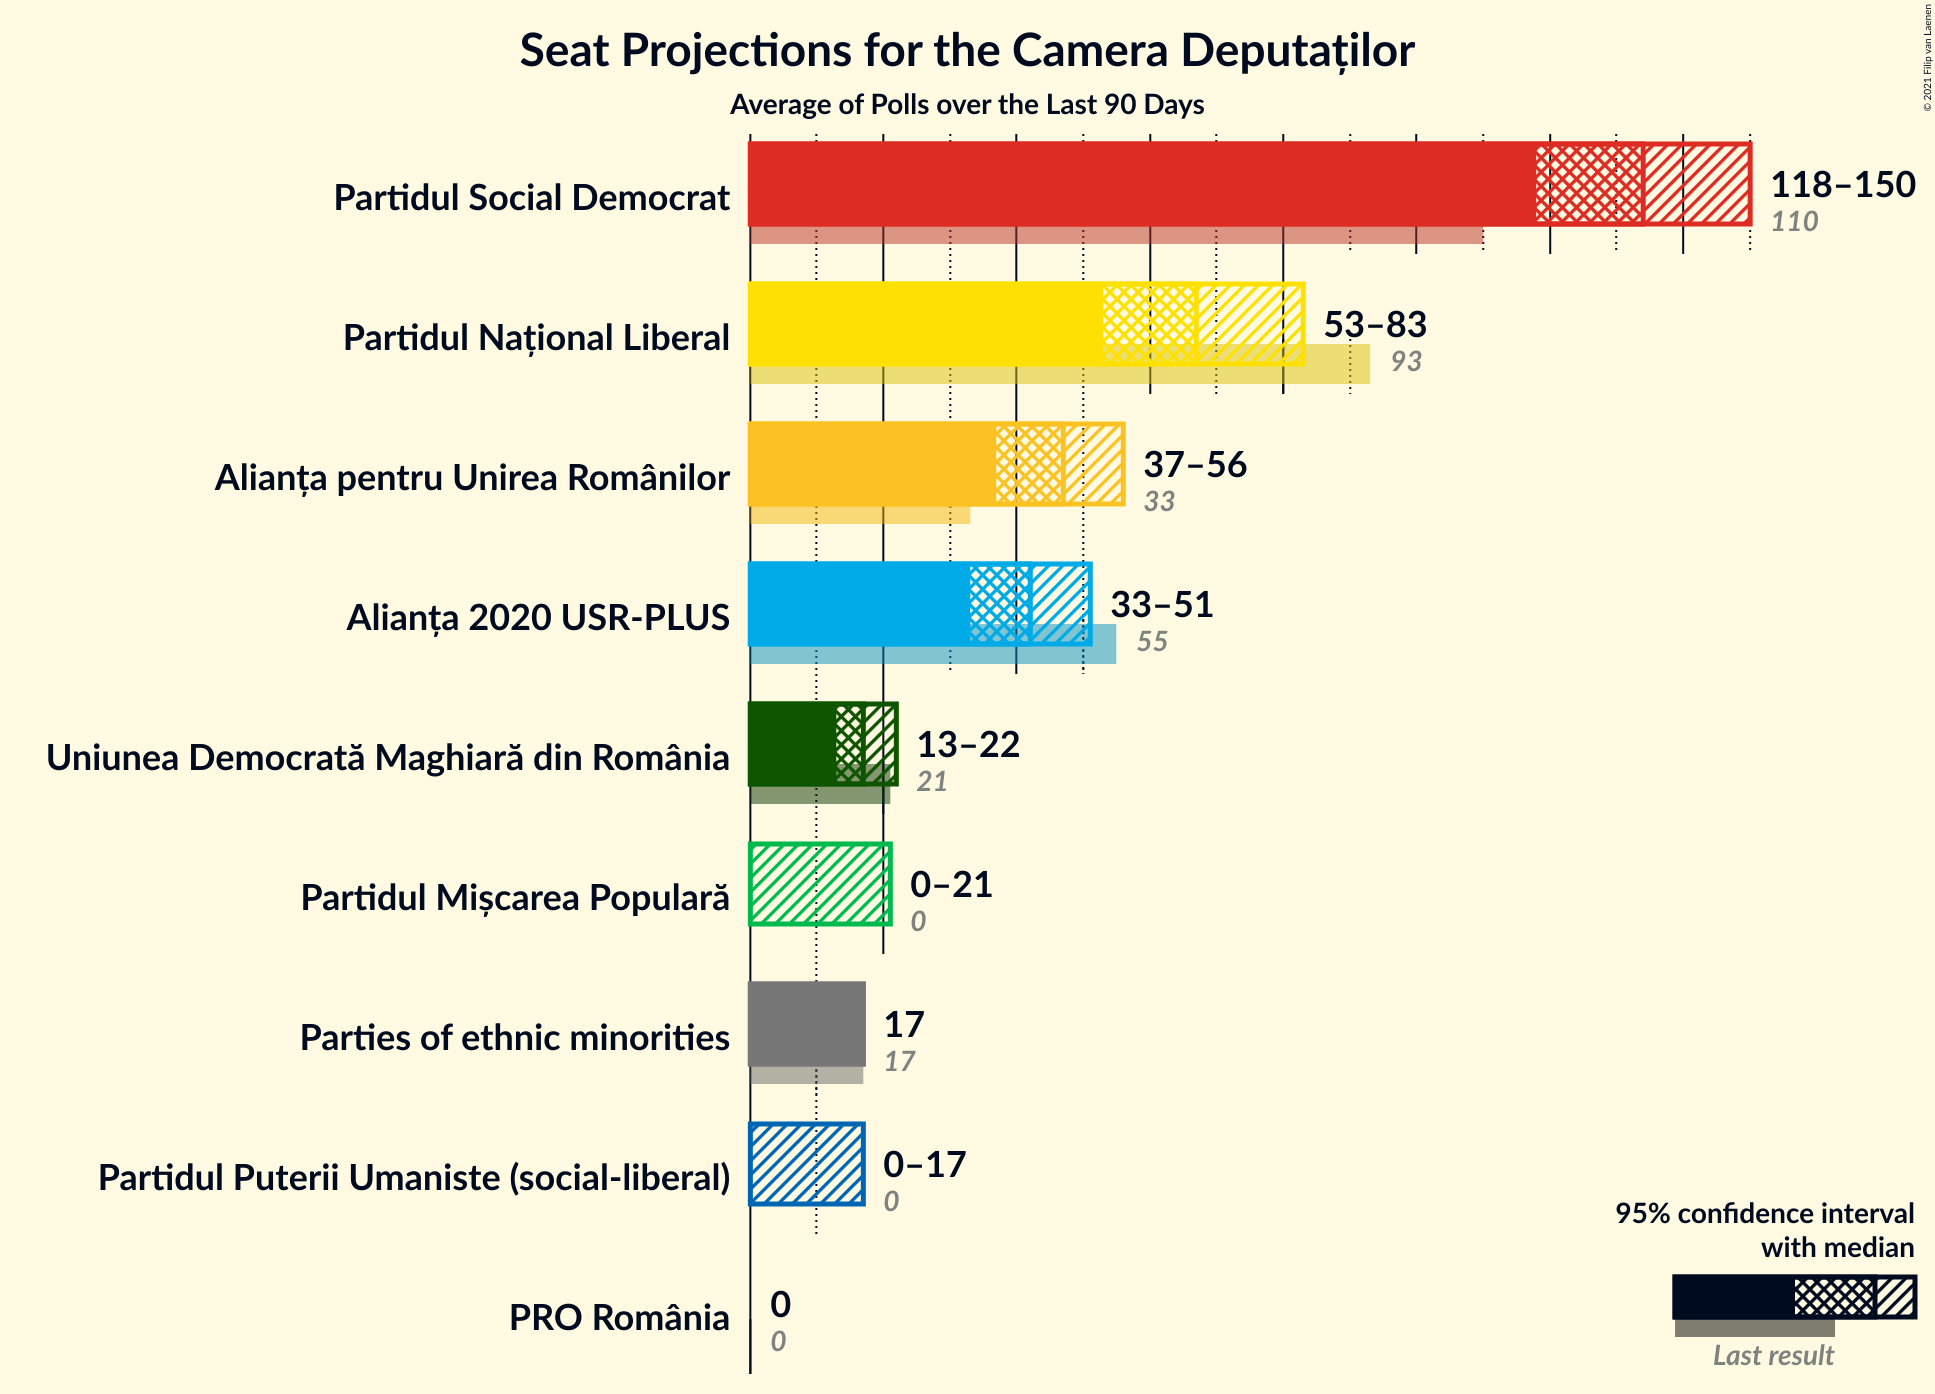 Seat Projections for the Camera Deputaților
Average of Polls over the Last 90 Days
© 2021 Filip van Laenen
Partidul Social Democrat
118–150
110
Partidul Național Liberal
53–83
93
Alianța pentru Unirea Românilor
37–56
33
Alianța 2020 USR-PLUS
33–51
55
Uniunea Democrată Maghiară din România
13–22
21
Partidul Mișcarea Populară
0–21
0
Parties of ethnic minorities
17
17
Partidul Puterii Umaniste (social-liberal)
0–17
0
PRO România
0
0
95% confidence interval
with median
Last result